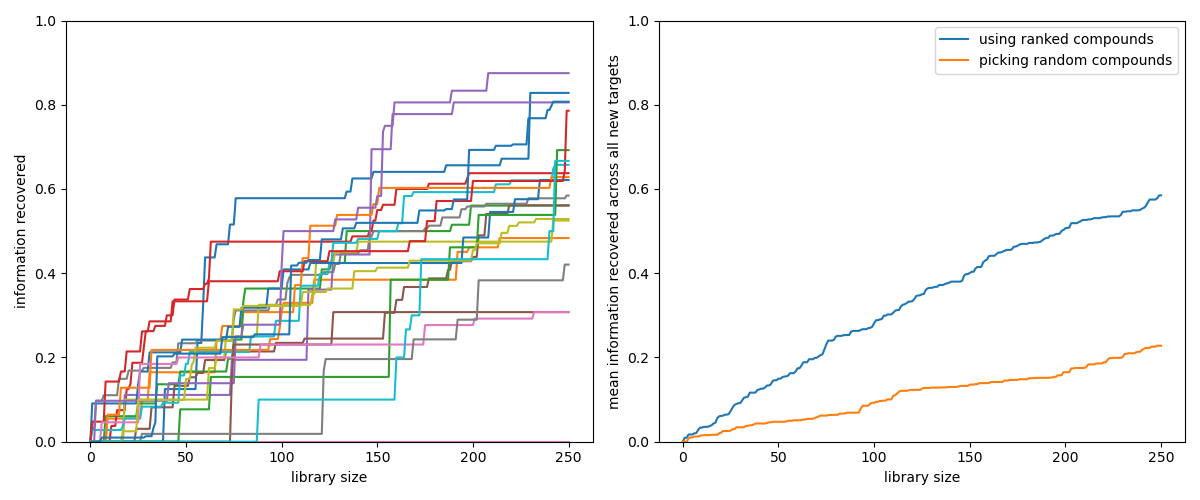 1.0
0.8
0.6
0.4
0.2
0.0
information recovered
0 50 100 150 200 250
library size
1.0
0.8
0.6
0.4
0.2
0.0
mean information recovered across all new targets
using ranked compounds
picking random compounds
0 50 100 150 200 250
library size